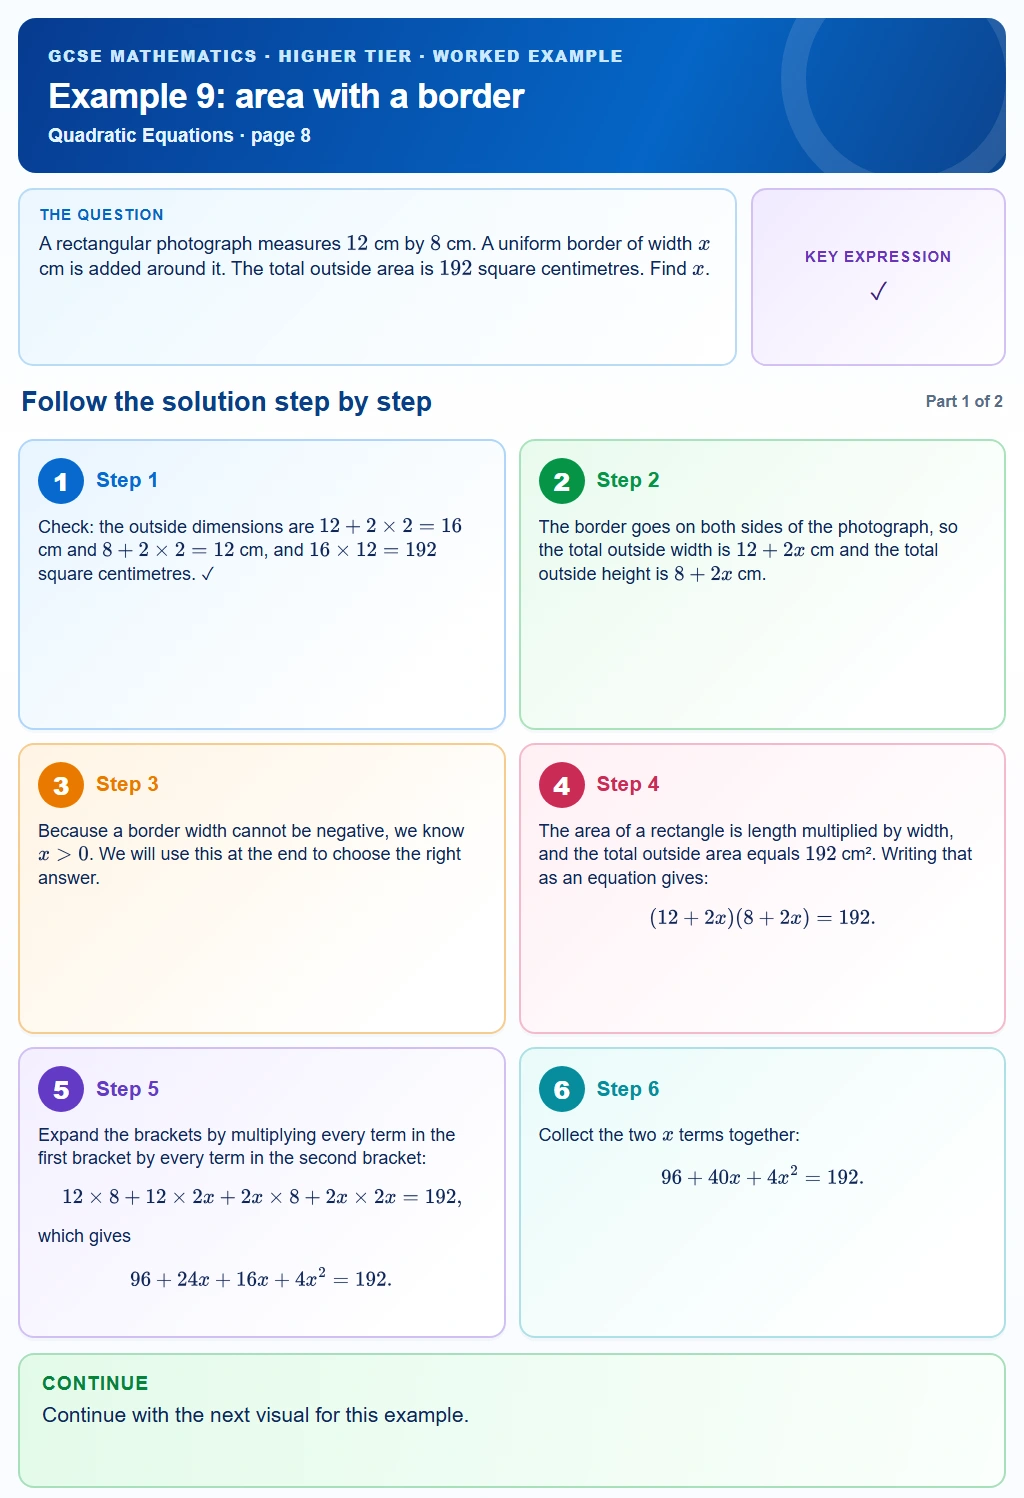 GCSE MATHEMATICS · HIGHER TIER · WORKED EXAMPLE
Example 9: area with a border
Quadratic Equations · page 8
THE QUESTION
A rectangular photograph measures 12 cm by 8 cm. A uniform border of width x
cm is added around it. The total outside area is 192 square centimetres. Find x.
KEY EXPRESSION
✓
Follow the solution step by step
Part 1 of 2
1 Step 1
Check: the outside dimensions are 12 + 2 × 2 = 16
cm and 8 + 2 × 2 = 12 cm, and 16 × 12 = 192
square centimetres. ✓
2 Step 2
The border goes on both sides of the photograph, so
the total outside width is 12 + 2x cm and the total
outside height is 8 + 2x cm.
3 Step 3
Because a border width cannot be negative, we know
x > 0. We will use this at the end to choose the right
answer.
4 Step 4
The area of a rectangle is length multiplied by width,
and the total outside area equals 192 cm². Writing that
as an equation gives:
(12 + 2x)(8 + 2x) = 192.
5 Step 5
Expand the brackets by multiplying every term in the
first bracket by every term in the second bracket:
12 × 8 + 12 × 2x + 2x × 8 + 2x × 2x = 192,
which gives
96 + 24x + 16x + 4x² = 192.
6 Step 6
Collect the two x terms together:
96 + 40x + 4x² = 192.
CONTINUE
Continue with the next visual for this example.